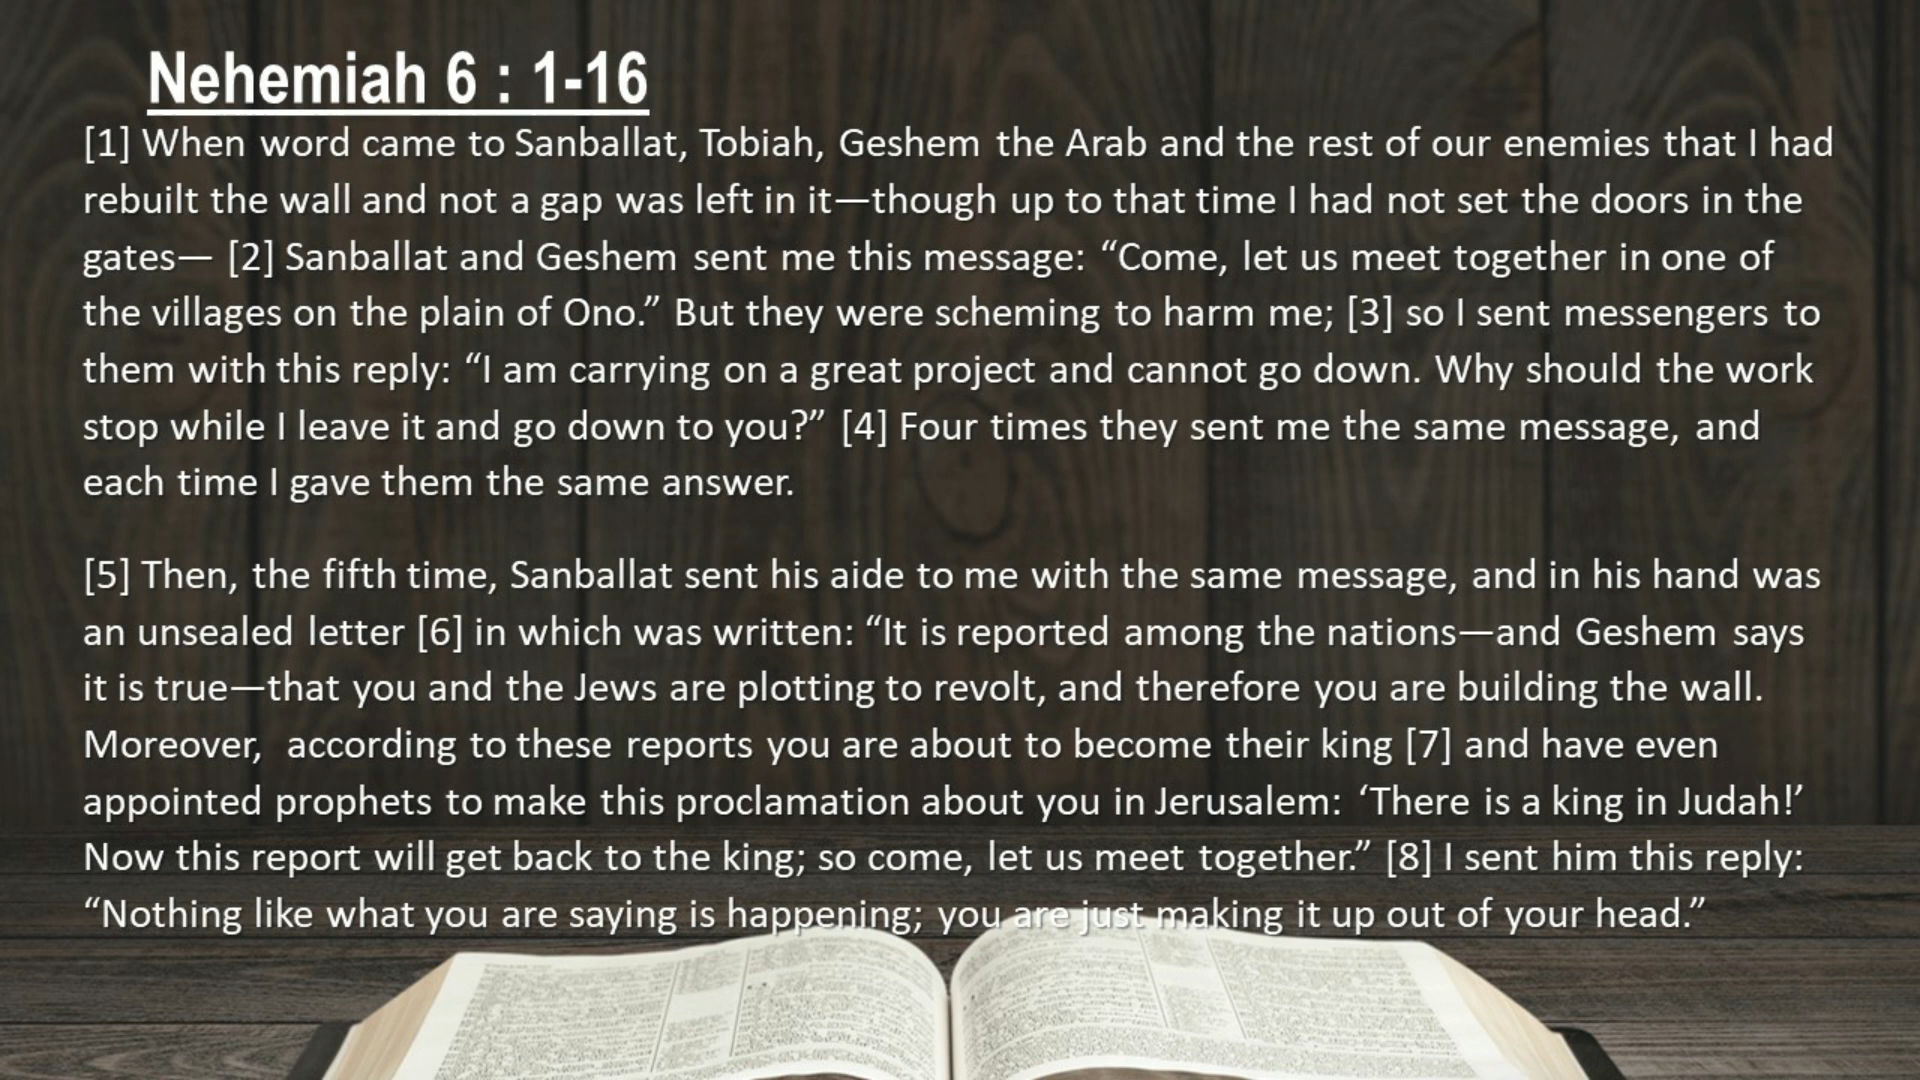 Nehemiah 6 : 1-16
[1] When word came to Sanballat, Tobiah, Geshem the Arab and the rest of our enemies that I had
rebuilt the wall and not a gap was left in it—though up to that time I had not set the doors in the
gates— [2] Sanballat and Geshem sent me this message: “Come, let us meet together in one of
the villages on the plain of Ono.” But they were scheming to harm me; [3] so I sent messengers to
them with this reply: “I am carrying on a great project and cannot go down. Why should the work
stop while I leave it and go down to you?” [4] Four times they sent me the same message, and
each time I gave them the same answer.
[5] Then, the fifth time, Sanballat sent his aide to me with the same message, and in his hand was
an unsealed letter [6] in which was written: “It is reported among the nations—and Geshem says
it is true—that you and the Jews are plotting to revolt, and therefore you are building the wall.
Moreover, according to these reports you are about to become their king [7] and have even
appointed prophets to make this proclamation about you in Jerusalem: ‘There is a king in Judah!’
Now this report will get back to the king; so come, let us meet together.” [8] I sent him this reply:
“Nothing like what you are saying is happening; you are just making it up out of your head.”